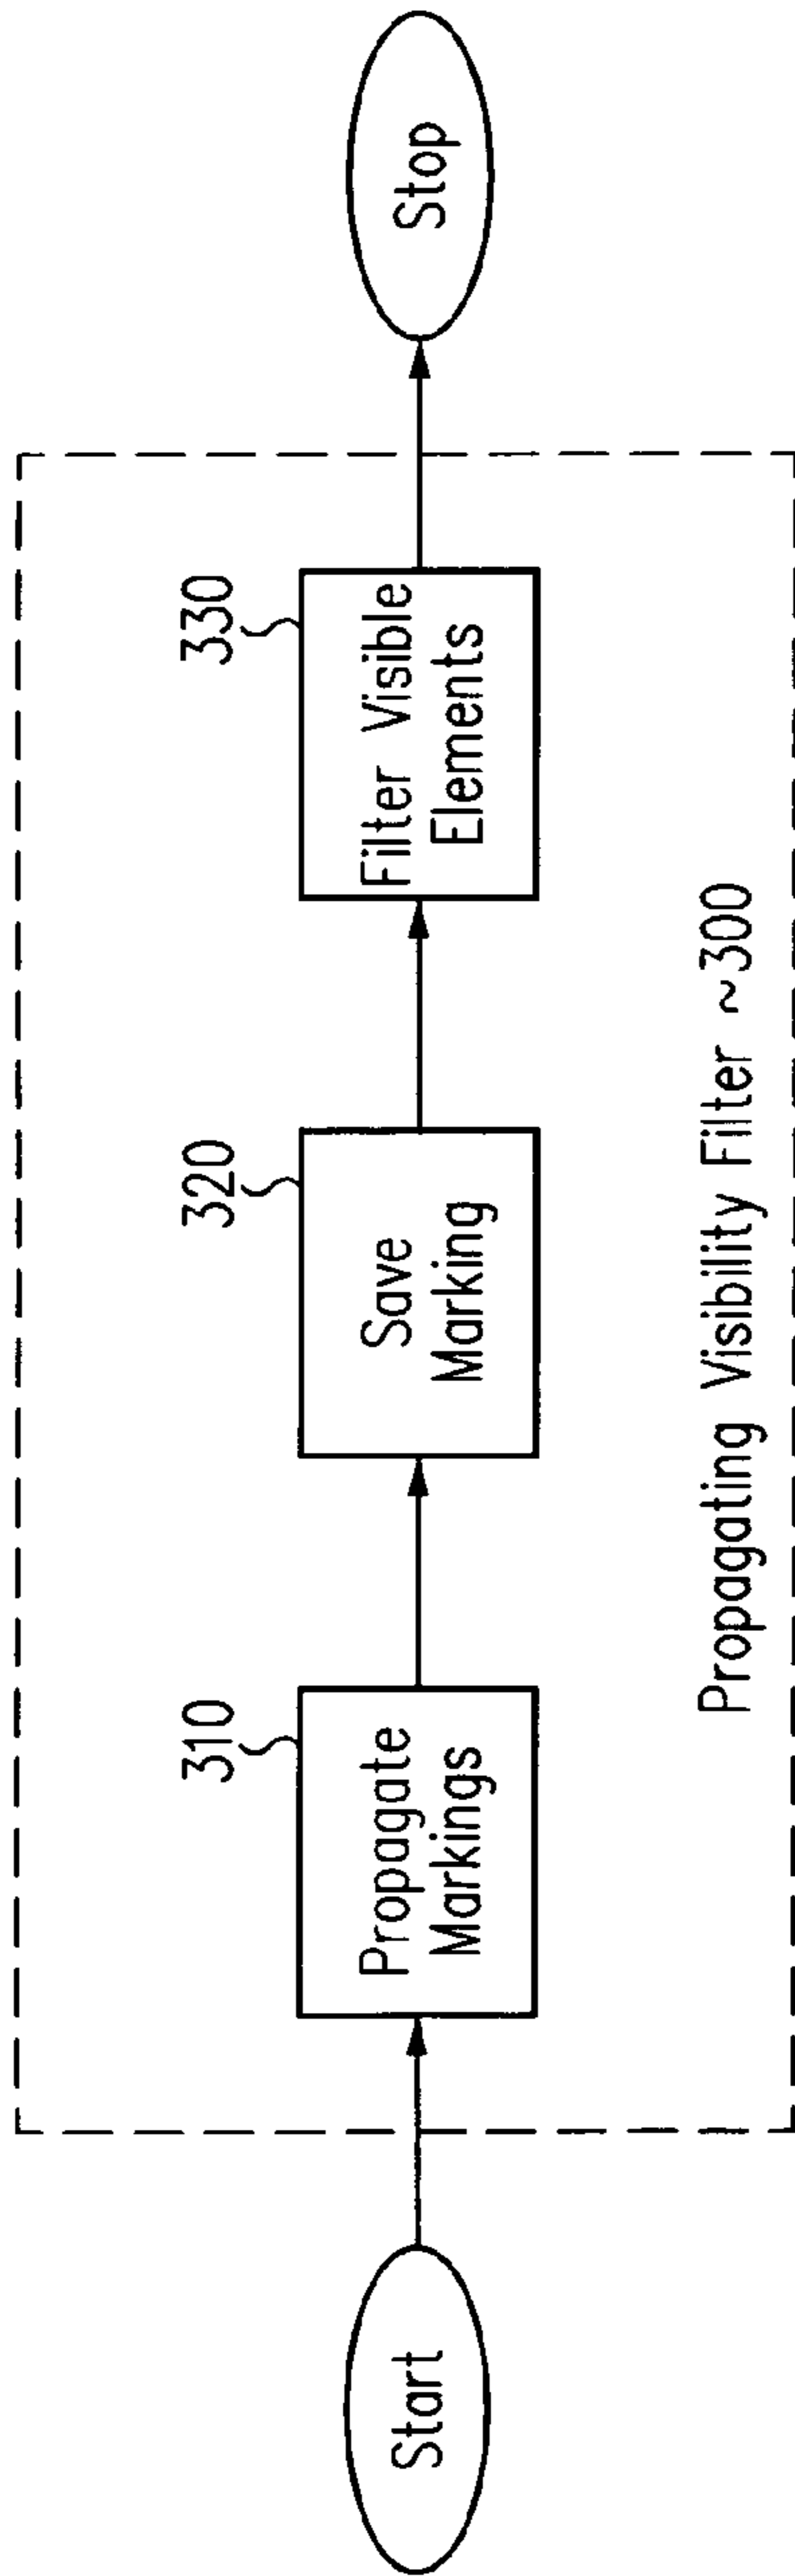 Start
310
Propagate
Markings
320
Save
Marking
330
Filter Visible
Elements
Stop
Propagating Visibility Filter ~300